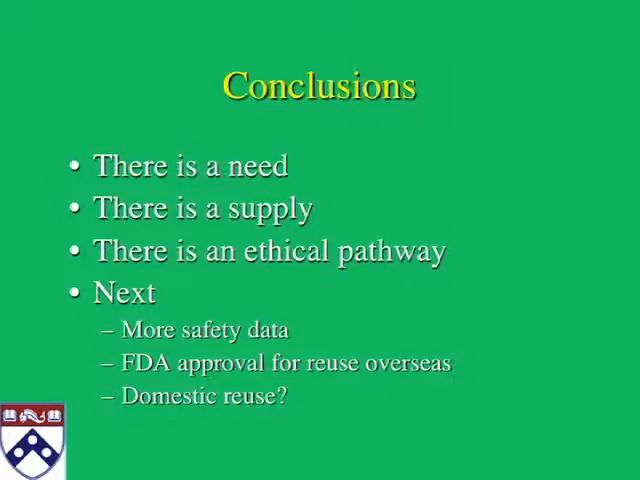 Conclusions
• There is a need
• There is a supply
• There is an ethical pathway
• Next
– More safety data
– FDA approval for reuse overseas
– Domestic reuse?